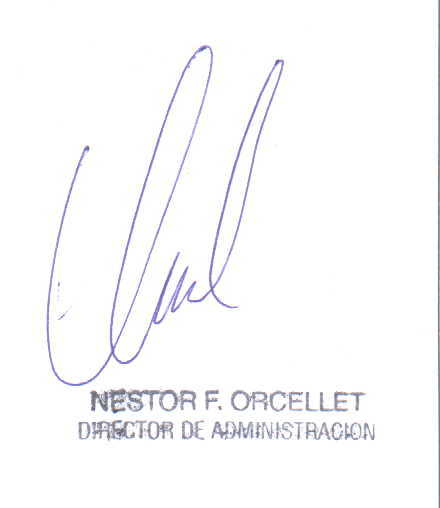 NESTOR F. ORCELLET
DIRECTOR DE ADMINISTRACION